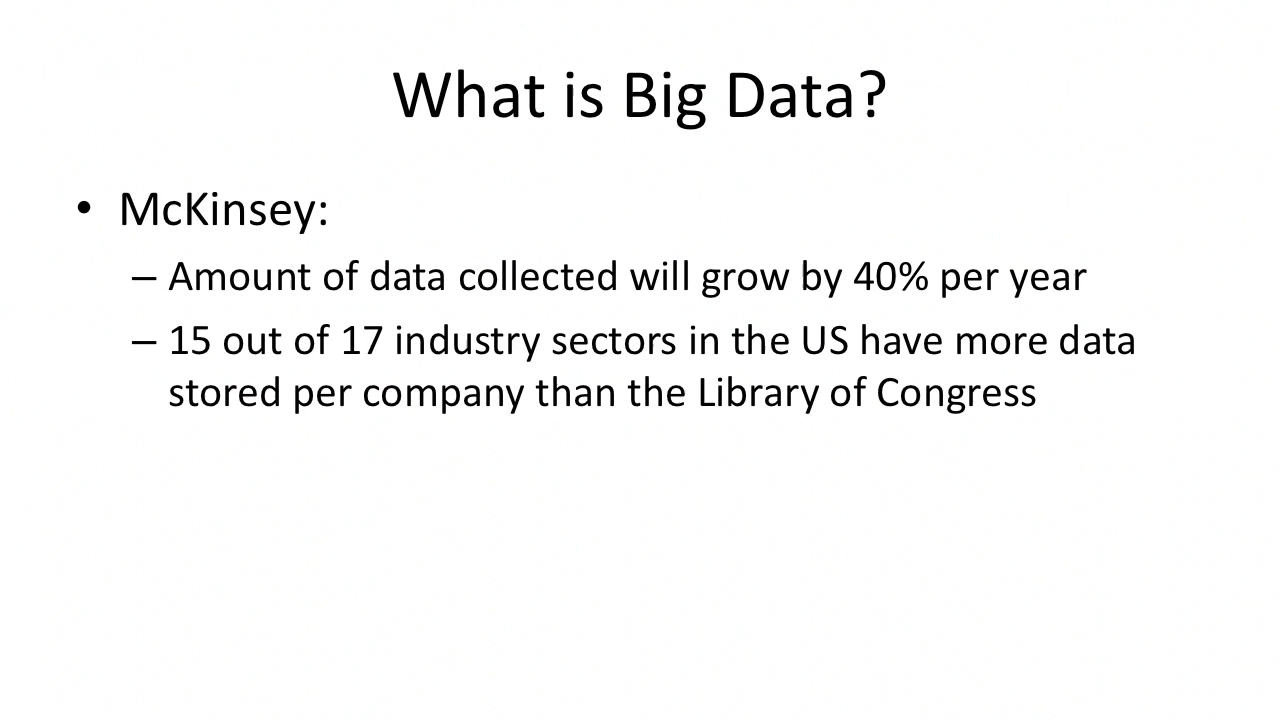 What is Big Data?
• McKinsey:
– Amount of data collected will grow by 40% per year
– 15 out of 17 industry sectors in the US have more data
stored per company than the Library of Congress